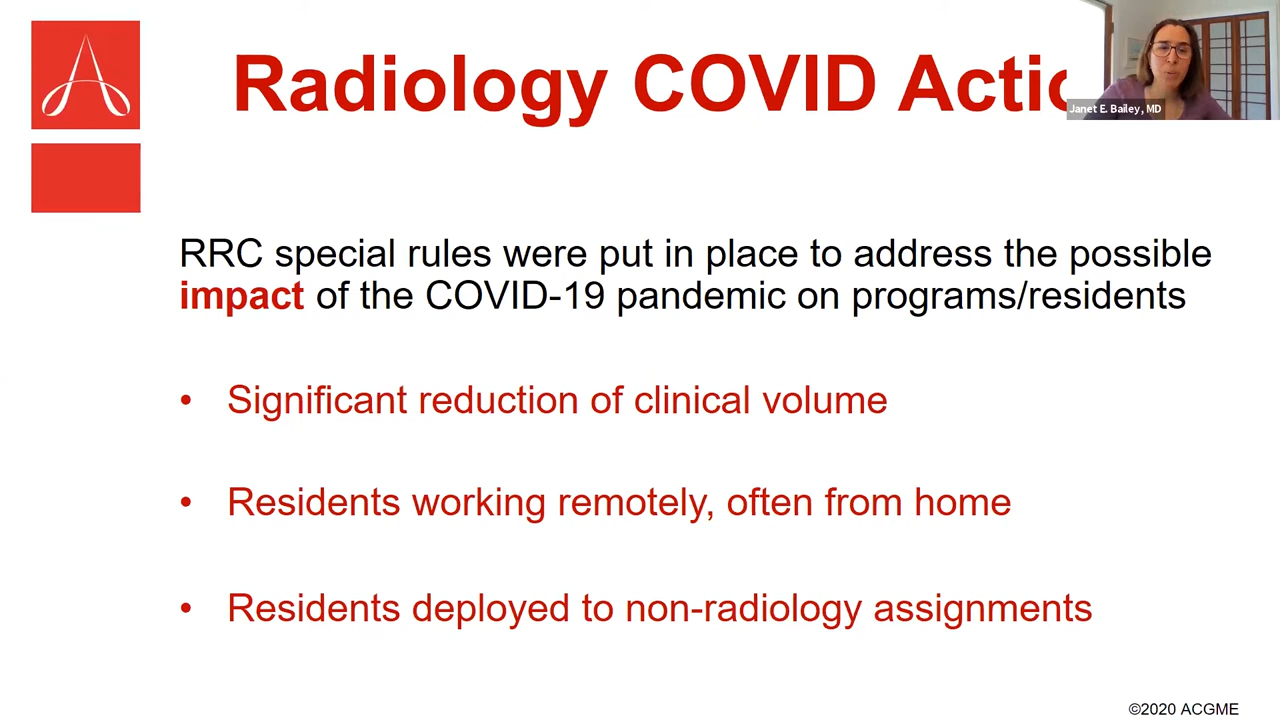 Radiology COVID Actio
Janet E. Bailey, MD
RRC special rules were put in place to address the possible
impact of the COVID-19 pandemic on programs/residents
• Significant reduction of clinical volume
• Residents working remotely, often from home
• Residents deployed to non-radiology assignments
©2020 ACGME